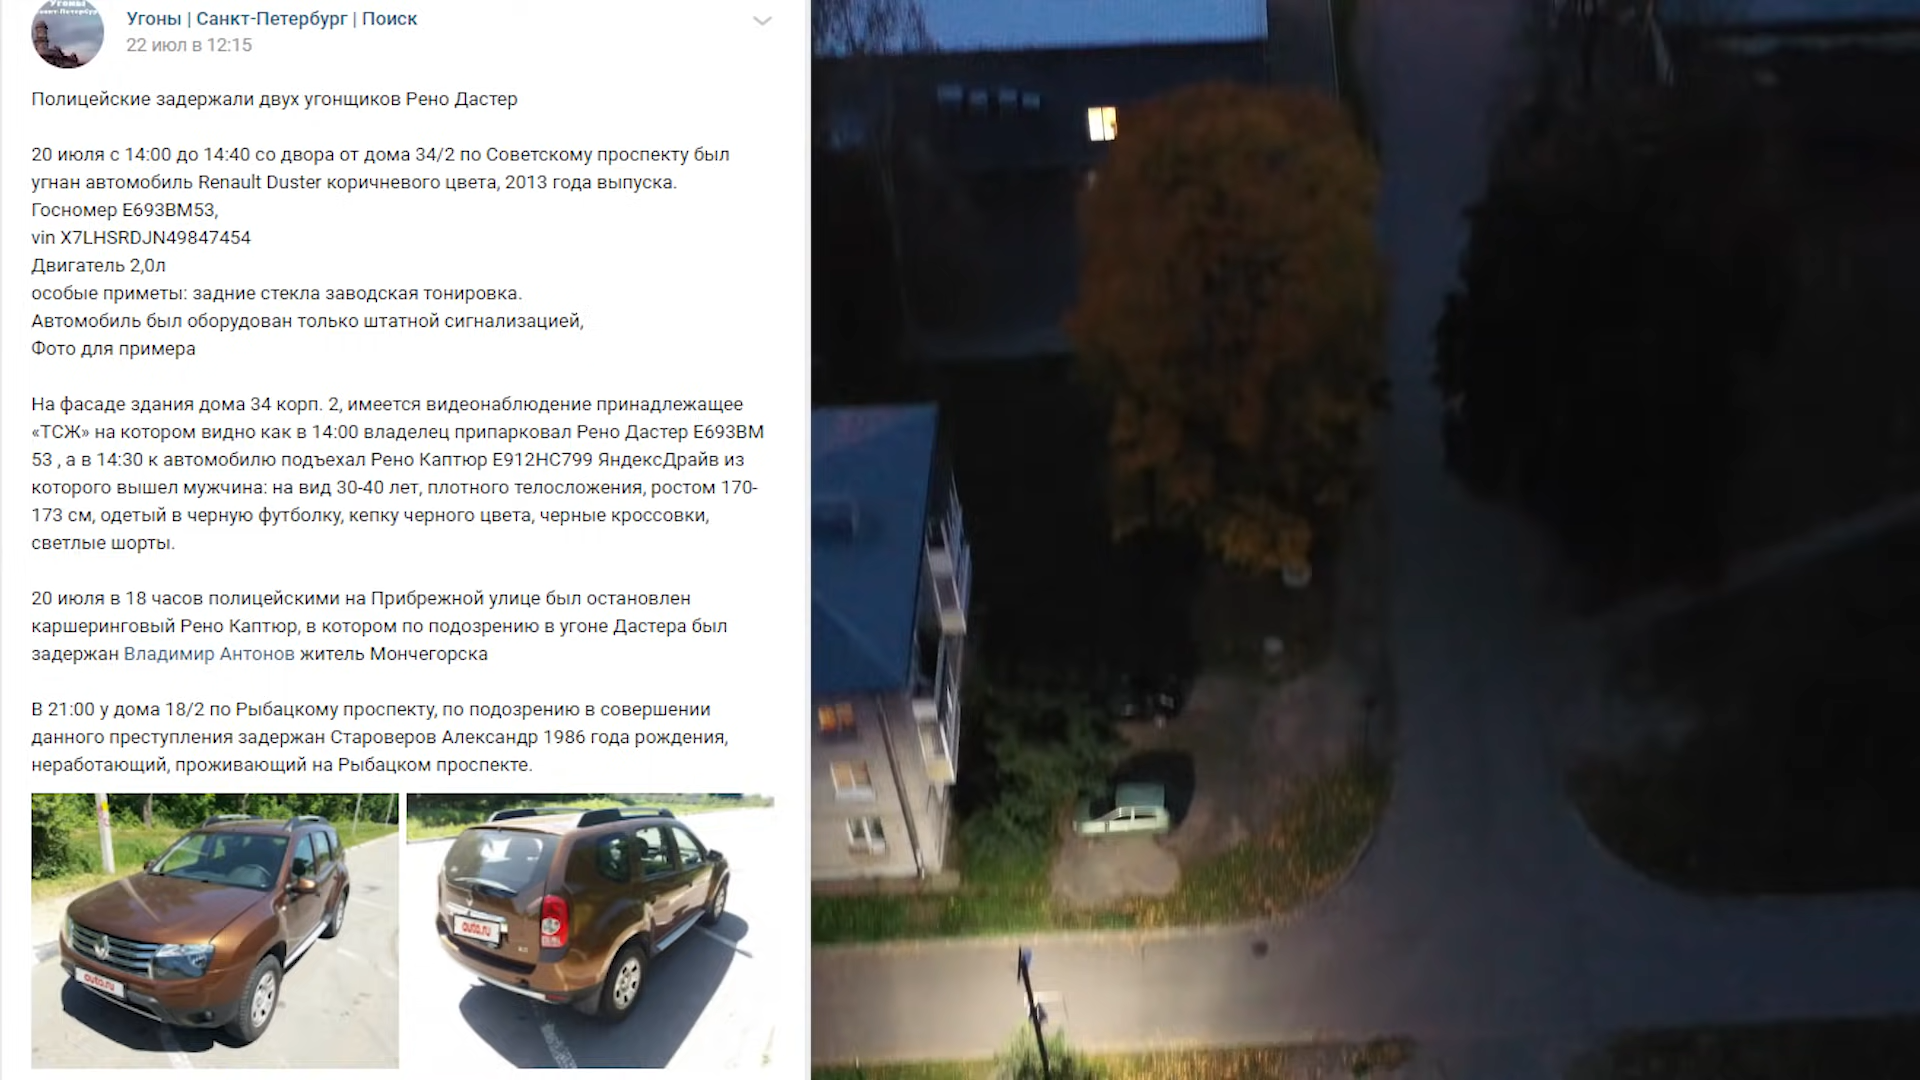 Угоны | Санкт-Петербург | Поиск
22 июл в 12:15
Полицейские задержали двух угонщиков Рено Дастер
20 июля с 14:00 до 14:40 со двора от дома 34/2 по Советскому проспекту был
угнан автомобиль Renault Duster коричневого цвета, 2013 года выпуска.
Госномер Е693ВМ53,
vin X7LHSRDJN49847454
Двигатель 2,0л
особые приметы: задние стекла заводская тонировка.
Автомобиль был оборудован только штатной сигнализацией,
Фото для примера
На фасаде здания дома 34 корп. 2, имеется видеонаблюдение принадлежащее
«ТСЖ» на котором видно как в 14:00 владелец припарковал Рено Дастер Е693ВМ
53 , а в 14:30 к автомобилю подъехал Рено Каптюр Е912НС799 ЯндексДрайв из
которого вышел мужчина: на вид 30-40 лет, плотного телосложения, ростом 170-
173 см, одетый в черную футболку, кепку черного цвета, черные кроссовки,
светлые шорты.
20 июля в 18 часов полицейскими на Прибрежной улице был остановлен
каршеринговый Рено Каптюр, в котором по подозрению в угоне Дастера был
задержан Владимир Антонов житель Мончегорска
В 21:00 у дома 18/2 по Рыбацкому проспекту, по подозрению в совершении
данного преступления задержан Староверов Александр 1986 года рождения,
неработающий, проживающий на Рыбацком проспекте.
auto.ru
auto.ru